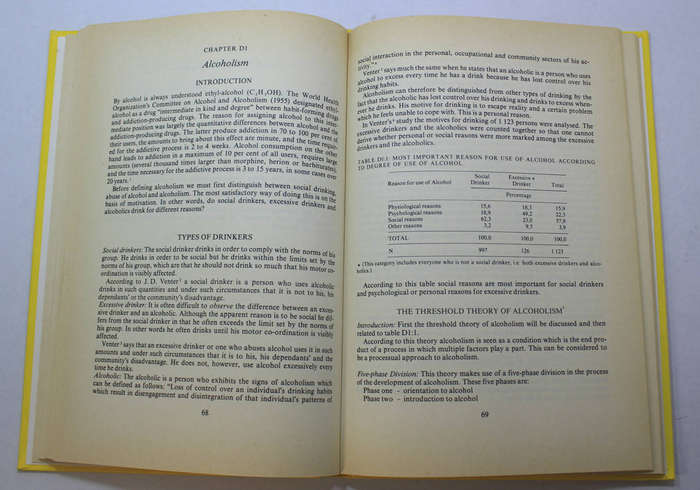 CHAPTER D1
Alcoholism
INTRODUCTION
By alcohol is always understood ethyl-alcohol (C₂H₅OH). The World Health
Organization's Committee on Alcohol and Alcoholism (1955) designated ethyl-
alcohol as a drug "intermediate in kind and degree" between habit-forming drugs
and addiction-producing drugs. The reason for assigning alcohol to this inter-
mediate position was largely the quantitative differences between alcohol and the
addiction-producing drugs. The latter produce addiction in 70 to 100 per cent of
their users, the amounts to bring about this effect are minute, and the time requir-
ed for the addictive process is 2 to 4 weeks. Alcohol consumption on the other
hand leads to addiction in a maximum of 10 per cent of all users, requires large
amounts (several thousand times larger than morphine, heroin or barbiturates),
and the time necessary for the addictive process is 3 to 15 years, in some cases over
20 years.¹
Before defining alcoholism we must first distinguish between social drinking,
abuse of alcohol and alcoholism. The most satisfactory way of doing this is on the
basis of motivation. In other words, do social drinkers, excessive drinkers and
alcoholics drink for different reasons?
TYPES OF DRINKERS
Social drinkers: The social drinker drinks in order to comply with the norms of his
group. He drinks in order to be social but he drinks within the limits set by the
norms of his group, which are that he should not drink so much that his motor co-
ordination is visibly affected.
According to J. D. Venter² a social drinker is a person who uses alcoholic
drinks in such quantities and under such circumstances that it is not to his, his
dependants' or the community's disadvantage.
Excessive drinker: It is often difficult to observe the difference between an exces-
sive drinker and an alcoholic. Although the apparent reason is to be social he dif-
fers from the social drinker in that he often exceeds the limit set by the norms of
his group. In other words he often drinks until his motor co-ordination is visibly
affected.
Venter³ says that an excessive drinker or one who abuses alcohol uses it in such
amounts and under such circumstances that it is to his, his dependants' and the
community's disadvantage. He does not, however, use alcohol excessively every
time he drinks.
Alcoholic: The alcoholic is a person who exhibits the signs of alcoholism which
can be defined as follows: "Loss of control over an individual's drinking habits
which result in disengagement and disintegration of that individual's patterns of
68
social interaction in the personal, occupational and community sectors of his ac-
tivity."⁴
Venter⁵ says much the same when he states that an alcoholic is a person who uses
alcohol to excess every time he has a drink because he has lost control over his
drinking habits.
Alcoholism can therefore be distinguished from other types of drinking by the
fact that the alcoholic has lost control over his drinking and drinks to excess when-
ever he drinks. His motive for drinking is to escape reality and a certain problem
which he feels unable to cope with. This is a personal reason.
In Venter's⁶ study the motives for drinking of 1 123 persons were analysed. The
excessive drinkers and the alcoholics were counted together so that one cannot
derive whether personal or social reasons were more marked among the excessive
drinkers and the alcoholics.
TABLE D1:1 MOST IMPORTANT REASON FOR USE OF ALCOHOL ACCORDING
TO DEGREE OF USE OF ALCOHOL
Reason for use of Alcohol Social Drinker Excessive * Drinker Total
Percentage
Physiological reasons 15,6 18,3 15,9
Psychological reasons 18,9 49,2 22,3
Social reasons 62,3 23,0 57,9
Other reasons 3,2 9,5 3,9
TOTAL 100,0 100,0 100,0
N 997 126 1 123
* (This category includes everyone who is not a social drinker, i.e. both excessive drinkers and alco-
holics.)
According to this table social reasons are most important for social drinkers
and psychological or personal reasons for excessive drinkers.
THE THRESHOLD THEORY OF ALCOHOLISM⁷
Introduction: First the threshold theory of alcoholism will be discussed and then
related to table D1:1.
According to this theory alcoholism is seen as a condition which is the end pro-
duct of a process in which multiple factors play a part. This can be considered to
be a processual approach to alcoholism.
Five-phase Division: This theory makes use of a five-phase division in the process
of the development of alcoholism. These five phases are:
Phase one - orientation to alcohol
Phase two - introduction to alcohol
69